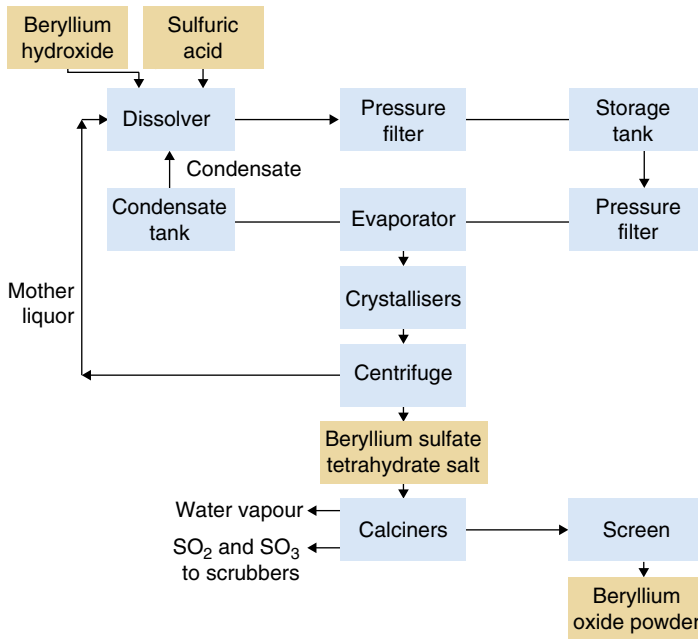 Beryllium
hydroxide
Sulfuric
acid
Dissolver
Pressure
filter
Storage
tank
Condensate
Condensate
tank
Evaporator
Pressure
filter
Mother
liquor
Crystallisers
Centrifuge
Beryllium sulfate
tetrahydrate salt
Water vapour
Calciners
Screen
SO₂ and SO₃
to scrubbers
Beryllium
oxide powder